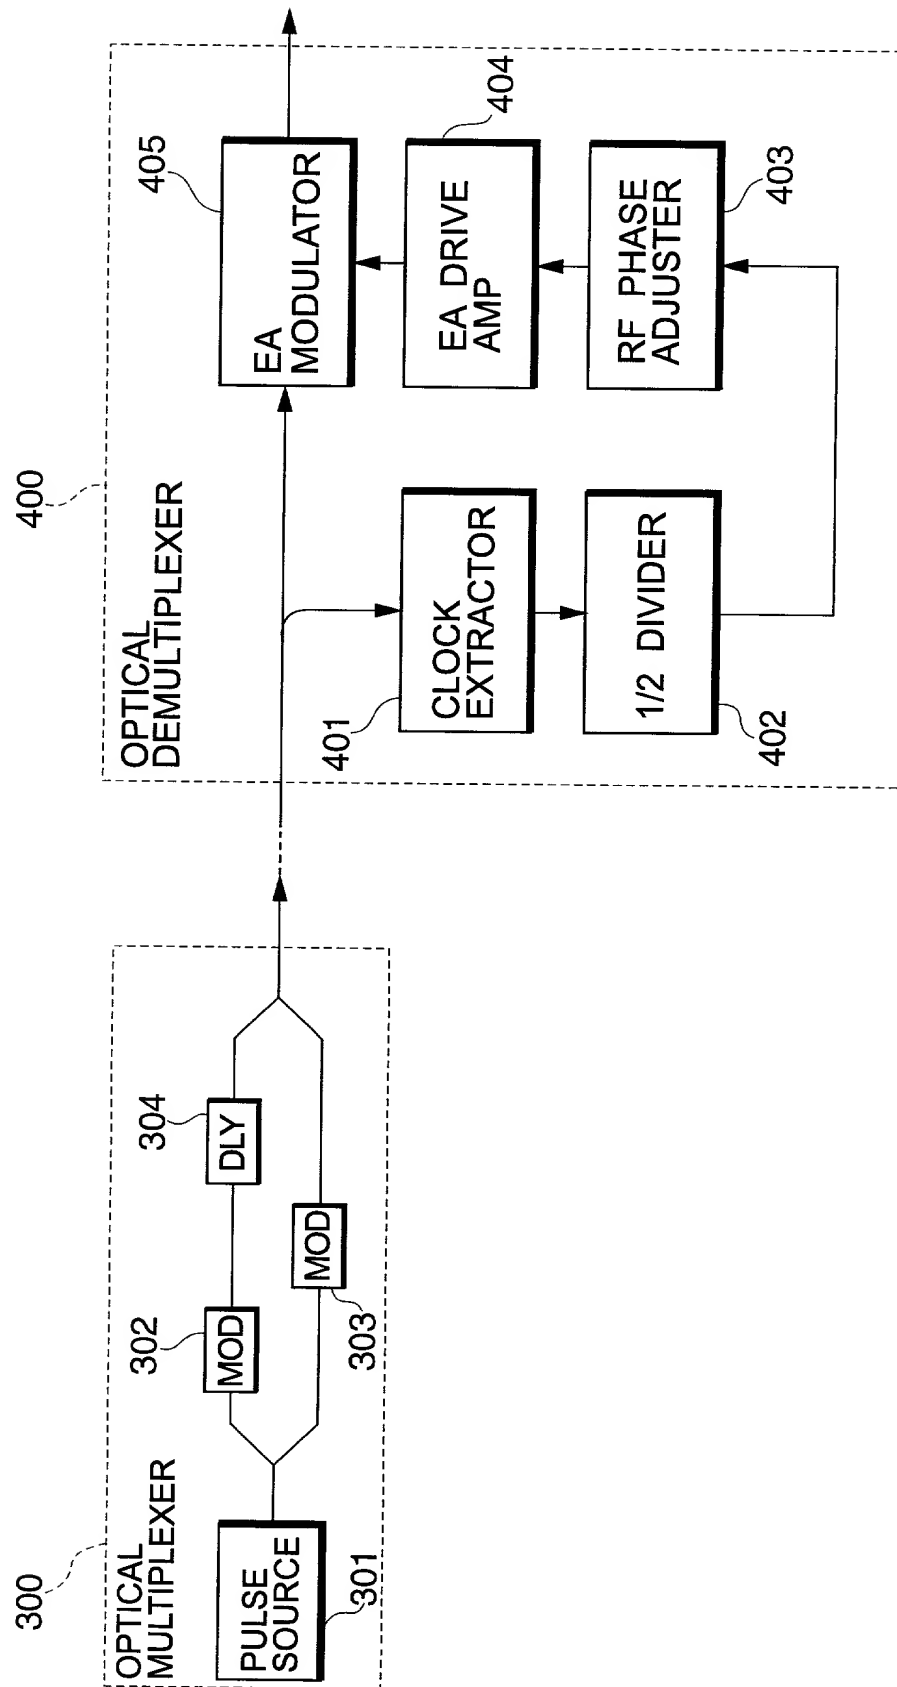 300
OPTICAL
MULTIPLEXER
PULSE
SOURCE
301
302
MOD
MOD
303
304
DLY
400
OPTICAL
DEMULTIPLEXER
CLOCK
EXTRACTOR
401
1/2 DIVIDER
402
405
EA
MODULATOR
404
EA DRIVE
AMP
RF PHASE
ADJUSTER
403